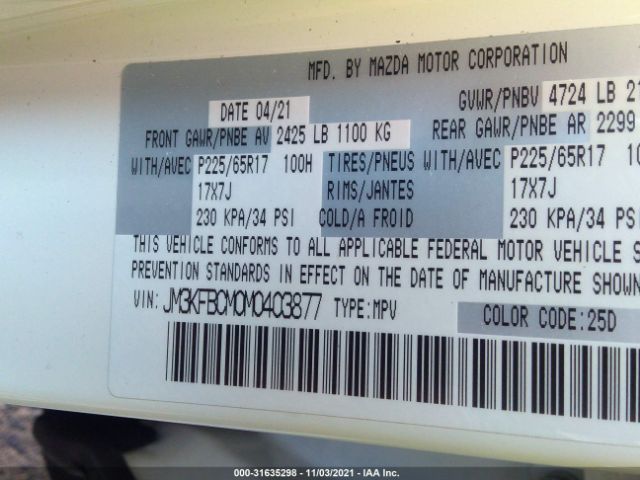 MFD. BY MAZDA MOTOR CORPORATION
DATE 04/21 GVWR/PNBV 4724 LB 21
FRONT GAWR/PNBE AV 2425 LB 1100 KG REAR GAWR/PNBE AR 2299
WITH/AVEC P225/65R17 100H TIRES/PNEUS WITH/AVEC P225/65R17 10
17X7J RIMS/JANTES 17X7J
230 KPA/34 PSI COLD/A FROID 230 KPA/34 PSI
THIS VEHICLE CONFORMS TO ALL APPLICABLE FEDERAL MOTOR VEHICLE S
PREVENTION STANDARDS IN EFFECT ON THE DATE OF MANUFACTURE SHOWN
VIN: JM3KFBCM0M0403877 TYPE:MPV COLOR CODE:25D
000-31635298 - 11/03/2021 - IAA Inc.